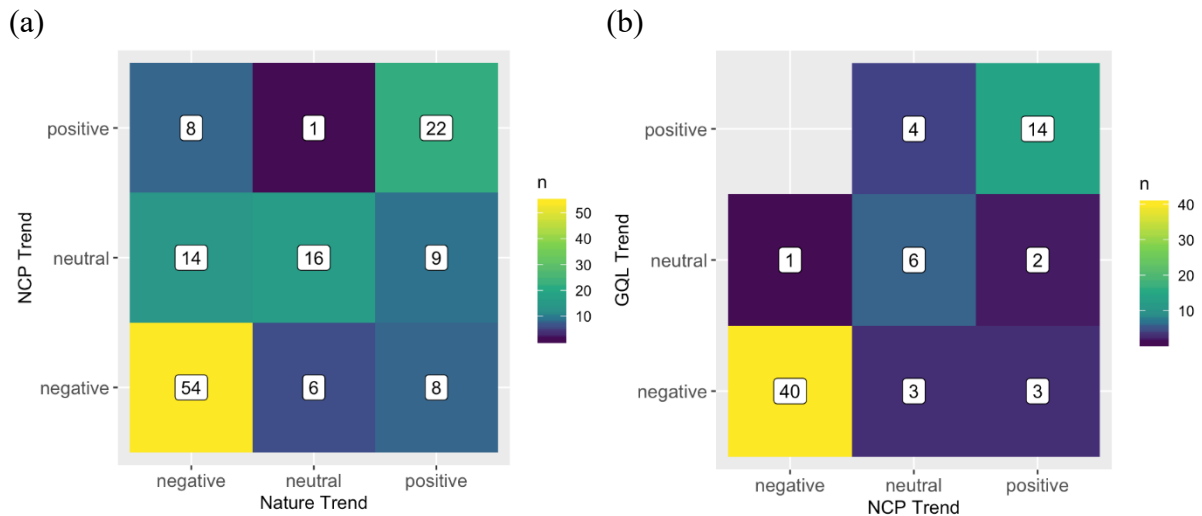 (a)
NCP Trend
positive
neutral
negative
8 1 22
14 16 9
54 6 8
negative neutral positive
Nature Trend
n
50
40
30
20
10
(b)
GQL Trend
positive
neutral
negative
4 14
1 6 2
40 3 3
negative neutral positive
NCP Trend
n
40
30
20
10